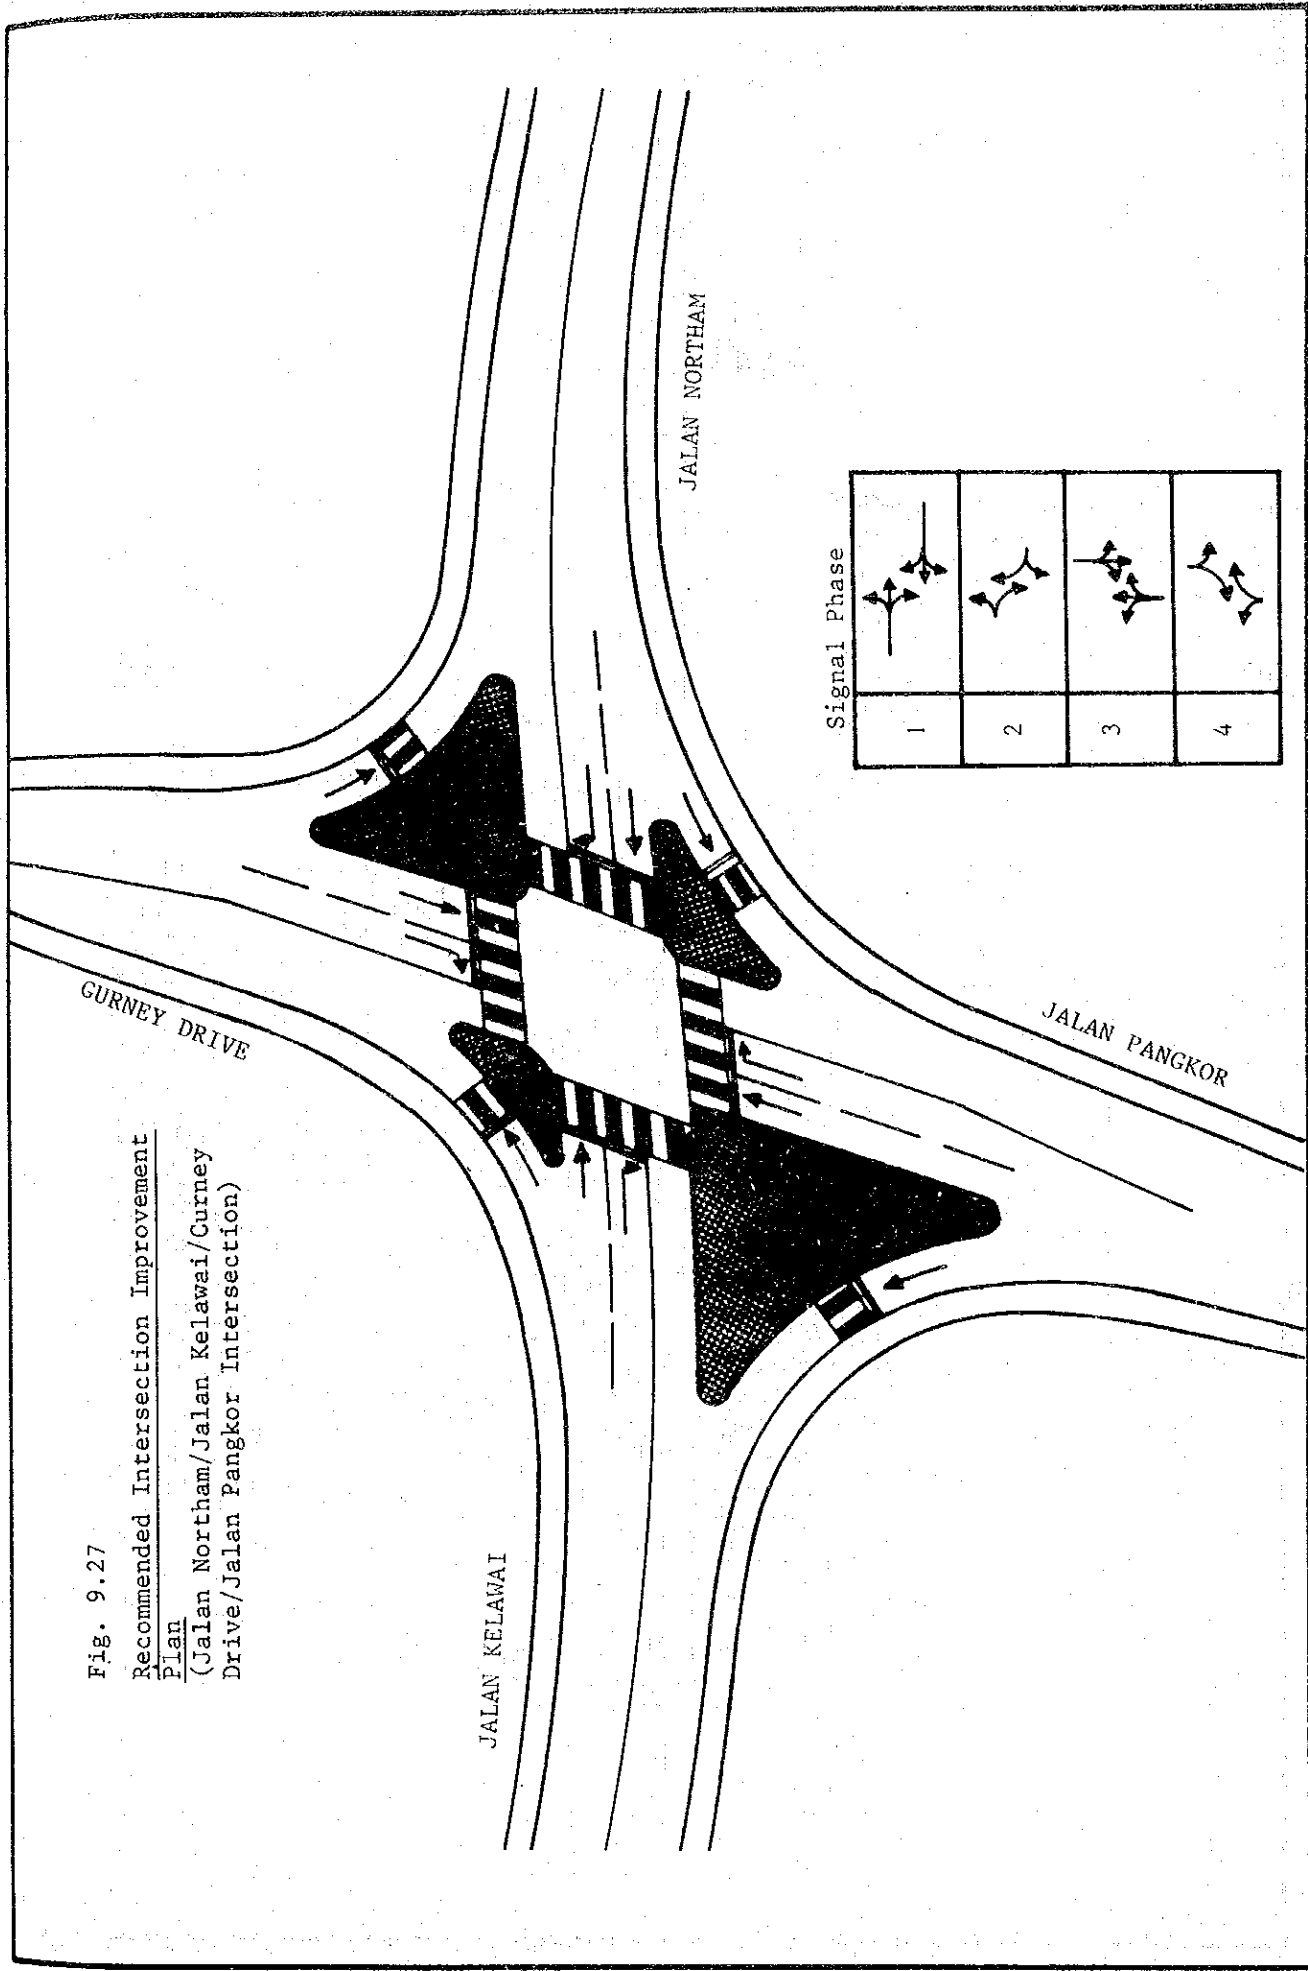 Fig. 9.27
Recommended Intersection Improvement
Plan
(Jalan Northam/Jalan Kelawai/Curney
Drive/Jalan Pangkor Intersection)
GURNEY DRIVE
JALAN KELAWAI
JALAN NORTHAM
JALAN PANGKOR
Signal Phase
1
2
3
4